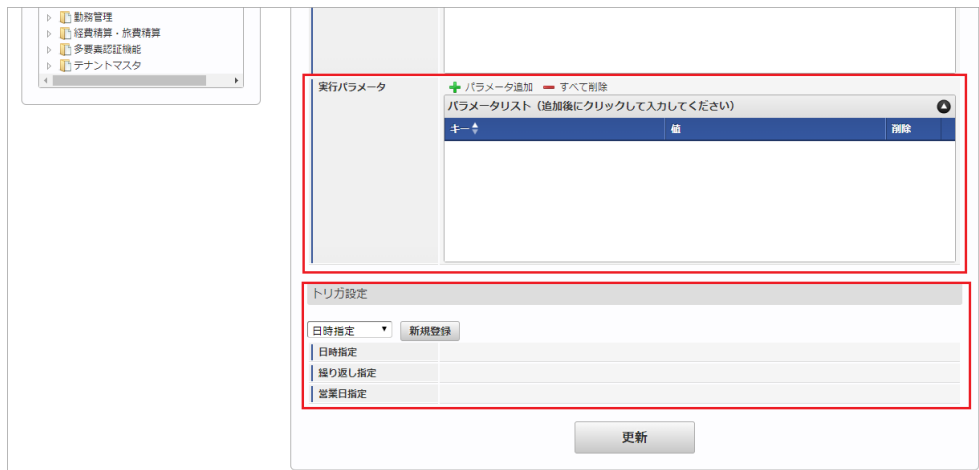 勤務管理
経費積算・旅費積算
多要素認証機能
テナントマスタ
実行パラメータ
パラメータ追加 すべて削除
パラメータリスト（追加後にクリックして入力してください）
キー 値 削除
トリガ設定
日時指定 新規登録
日時指定
繰り返し指定
営業日指定
更新